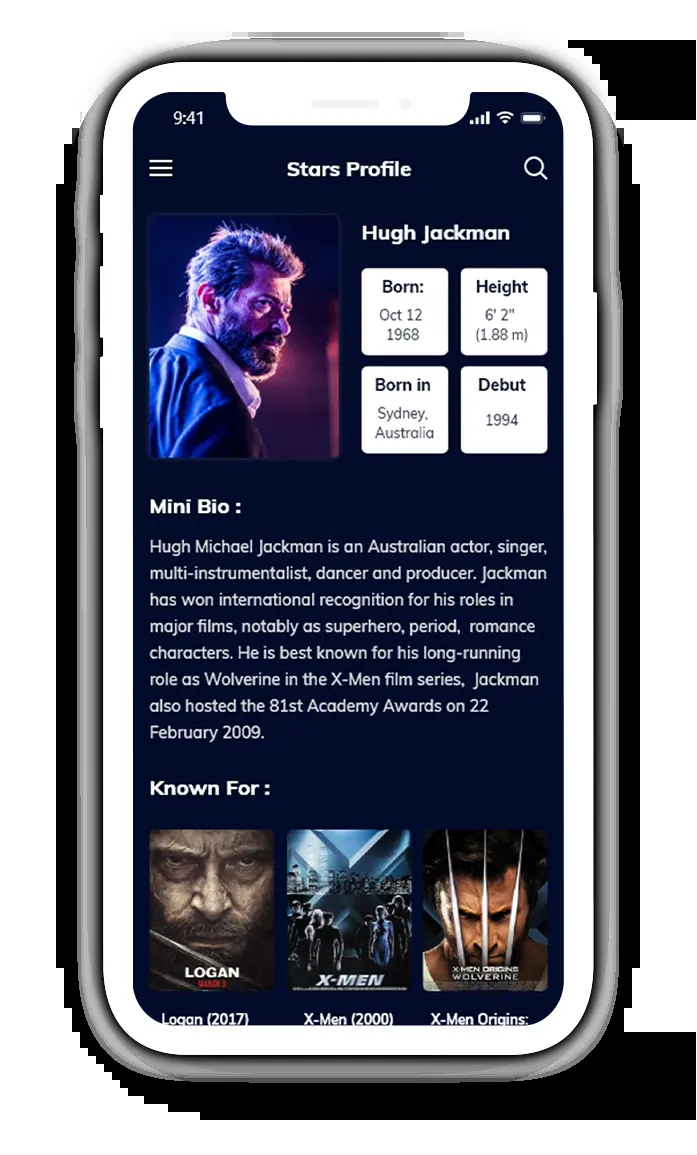 9:41
Stars Profile
Hugh Jackman
Born:
Oct 12
1968
Height
6' 2"
(1.88 m)
Born in
Sydney,
Australia
Debut
1994
Mini Bio :
Hugh Michael Jackman is an Australian actor, singer,
multi-instrumentalist, dancer and producer. Jackman
has won international recognition for his roles in
major films, notably as superhero, period,  romance
characters. He is best known for his long-running
role as Wolverine in the X-Men film series,  Jackman
also hosted the 81st Academy Awards on 22
February 2009.
Known For :
LOGAN
MARCH 3
X-MEN
X-MEN ORIGINS
WOLVERINE
Logan (2017)
X-Men (2000)
X-Men Origins: